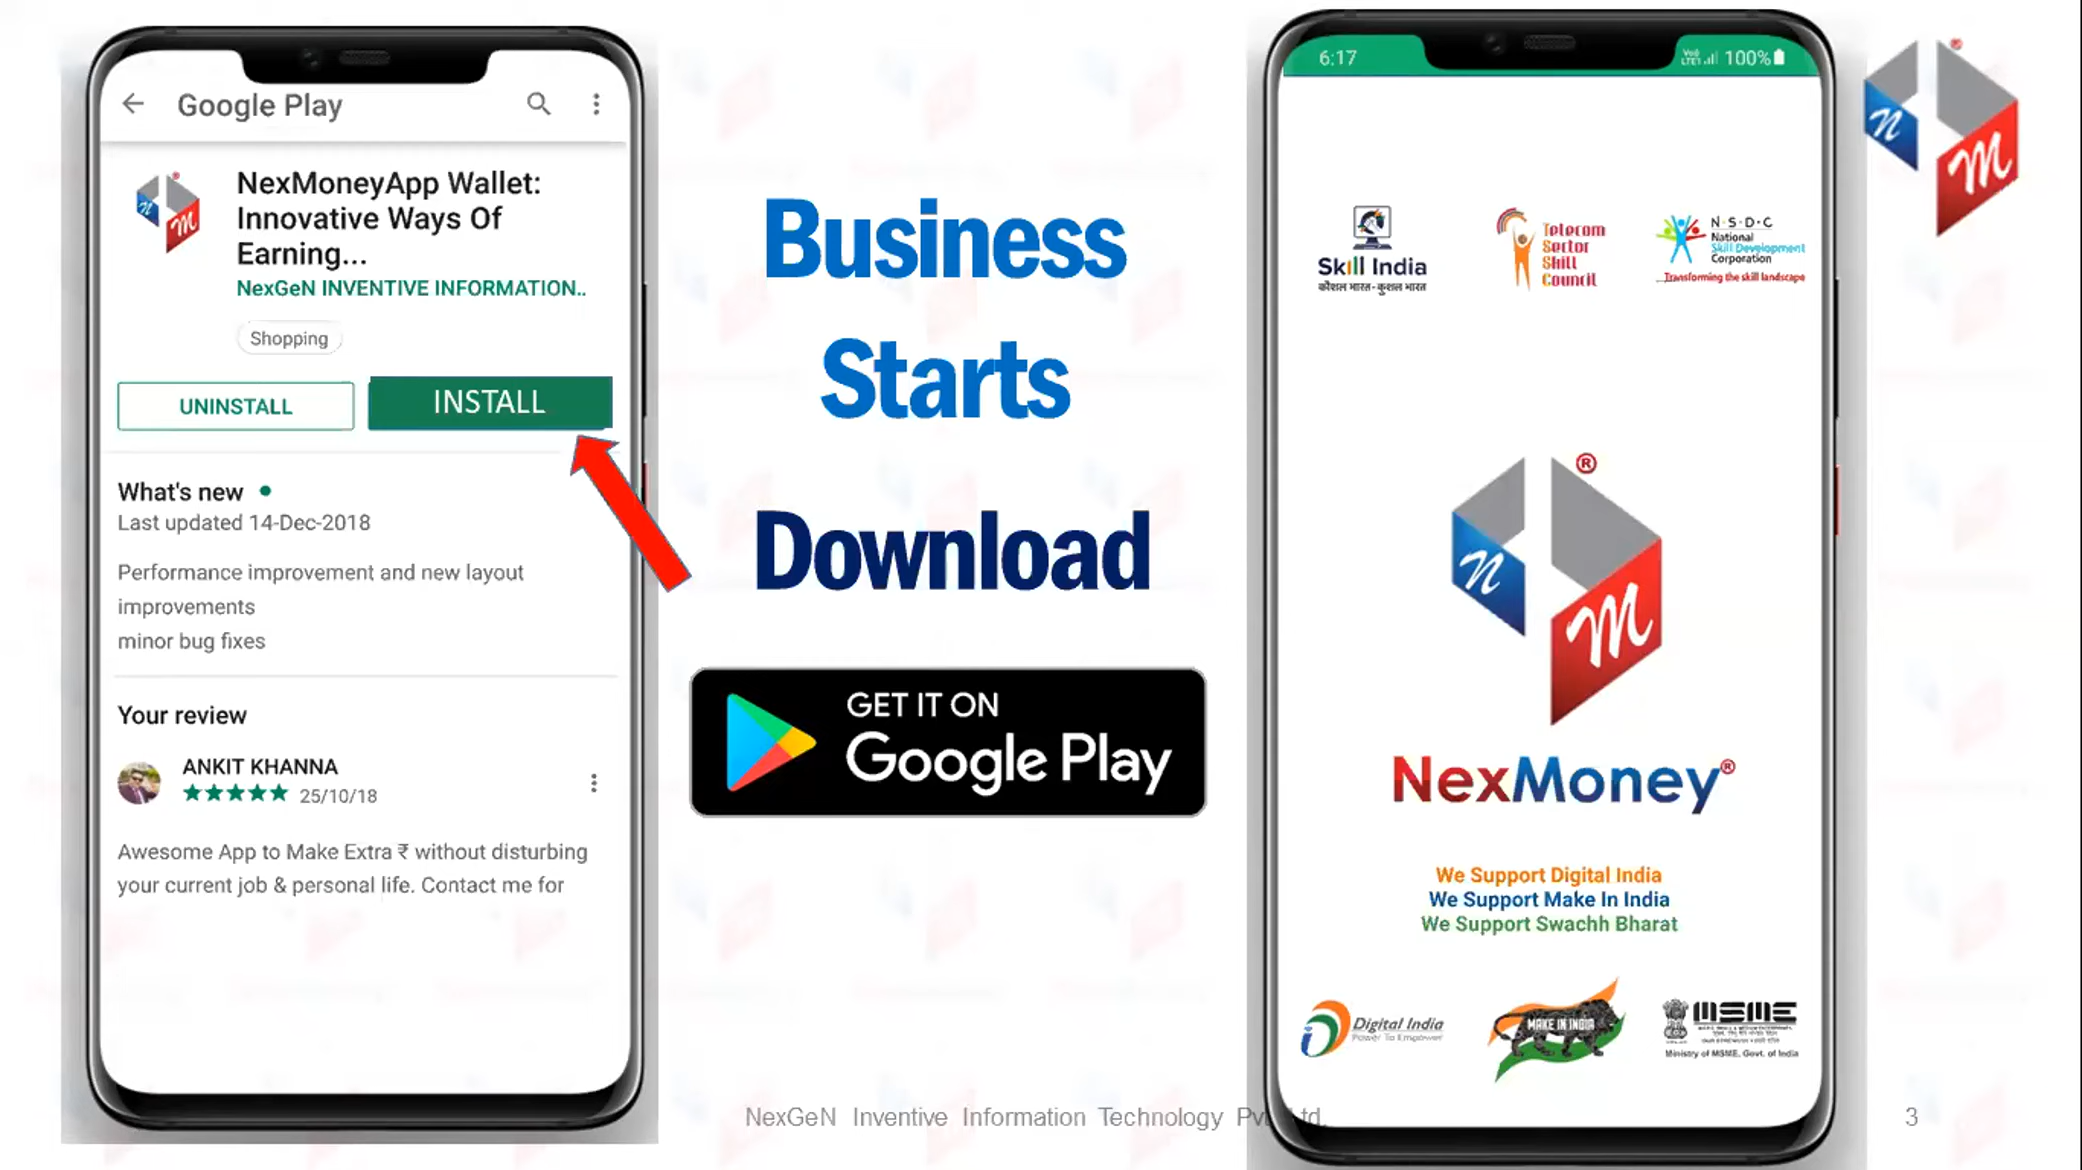 Google Play
NexMoneyApp Wallet:
Innovative Ways Of
Earning...
NexGeN INVENTIVE INFORMATION..
Shopping
UNINSTALL
INSTALL
What's new
Last updated 14-Dec-2018
Performance improvement and new layout
improvements
minor bug fixes
Your review
ANKIT KHANNA
25/10/18
Awesome App to Make Extra ₹ without disturbing
your current job & personal life. Contact me for
Business
Starts
Download
GET IT ON
Google Play
6:17
100%
Skill India
कौशल भारत-कुशल भारत
Telecom
Sector
Skill
Council
N·S·D·C
National
Skill Development
Corporation
Transforming the skill landscape
n
M
®
NexMoney®
We Support Digital India
We Support Make In India
We Support Swachh Bharat
Digital India
Power To Empower
MAKE IN INDIA
MSME
Ministry of MSME, Govt. of India
n
M
NexGeN Inventive Information Technology Pvt. Ltd.
3